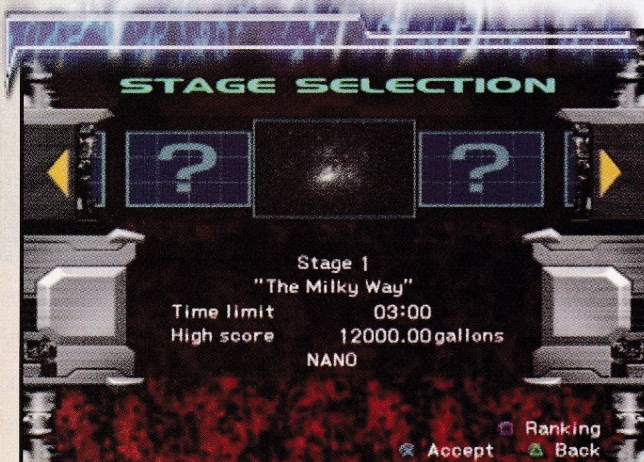 STAGE SELECTION
? ?
Stage 1
"The Milky Way"
Time limit 03:00
High score 12000.00gallons
NANO
Ranking
Accept Back